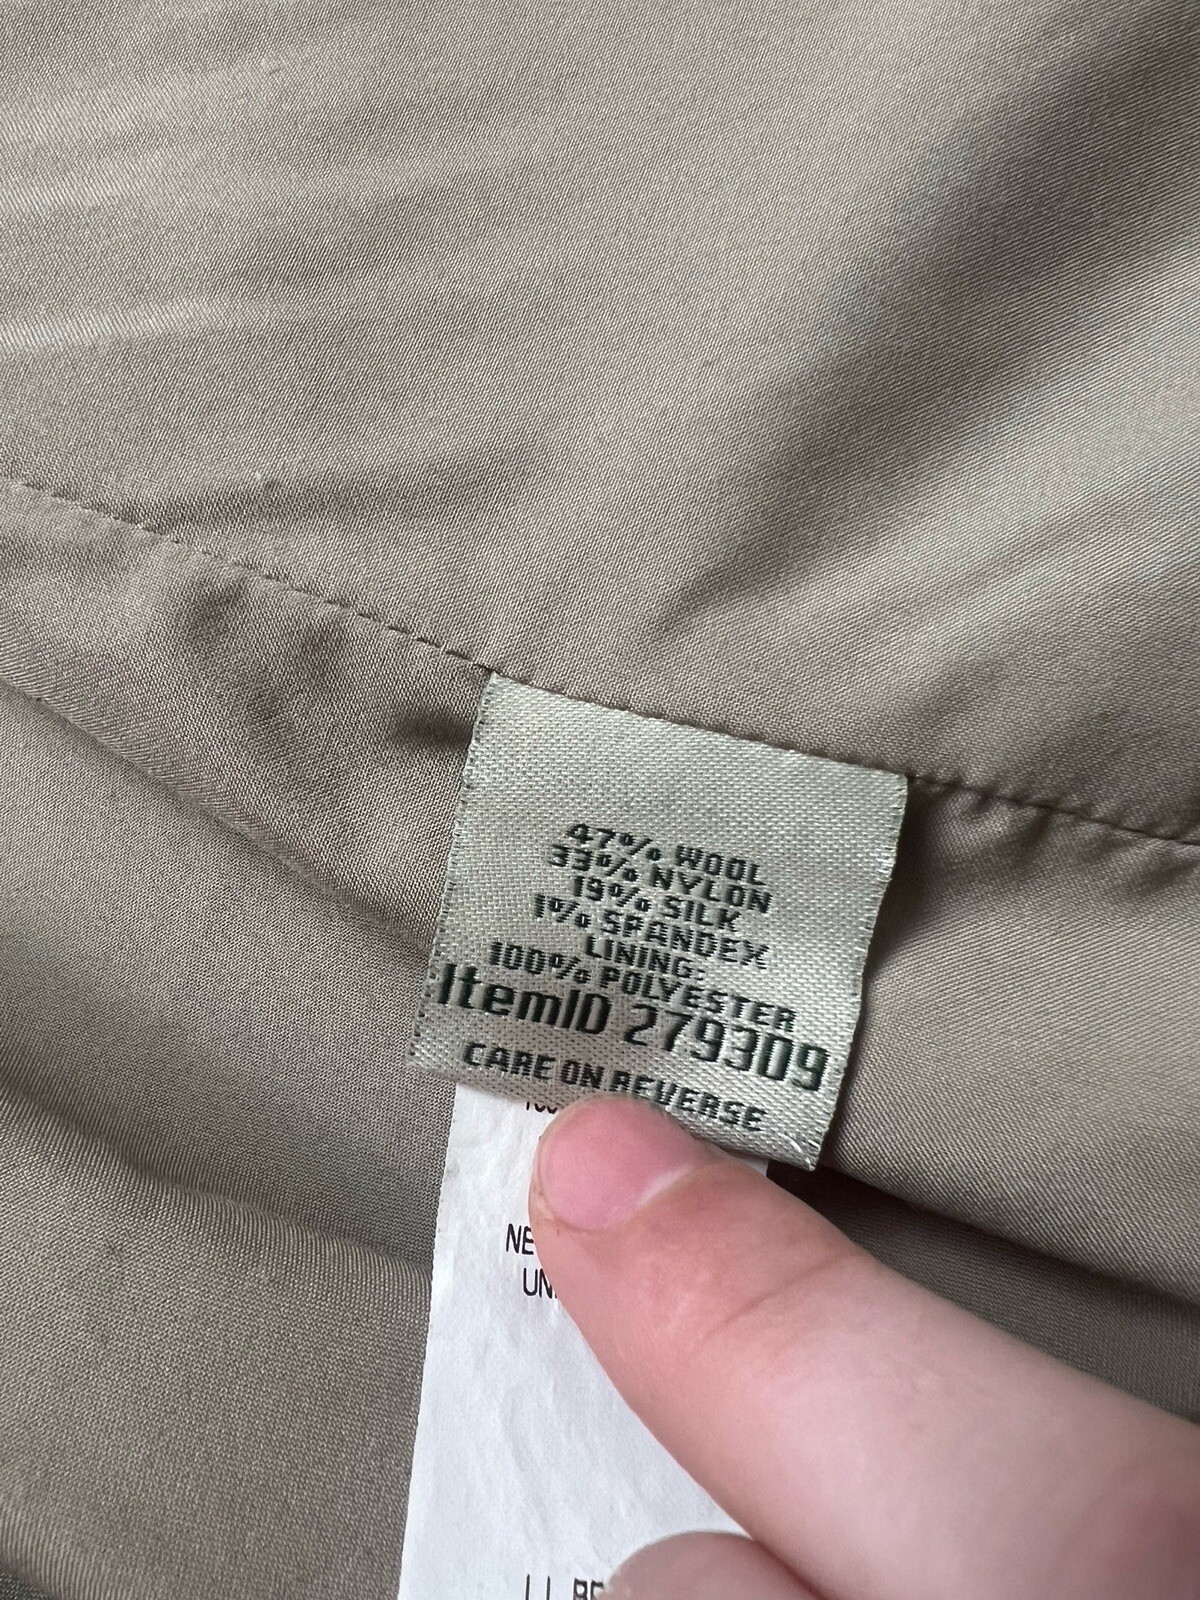 47% WOOL
33% NYLON
19% SILK
1% SPANDEX
LINING:
100% POLYESTER
ItemID 279309
CARE ON REVERSE